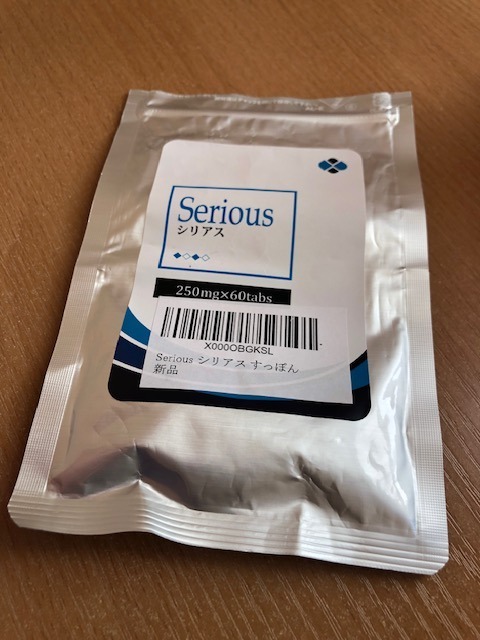 Serious
シリアス
250mg×60tabs
X000OBGKSL
Serious シリアス すっぽん
新品